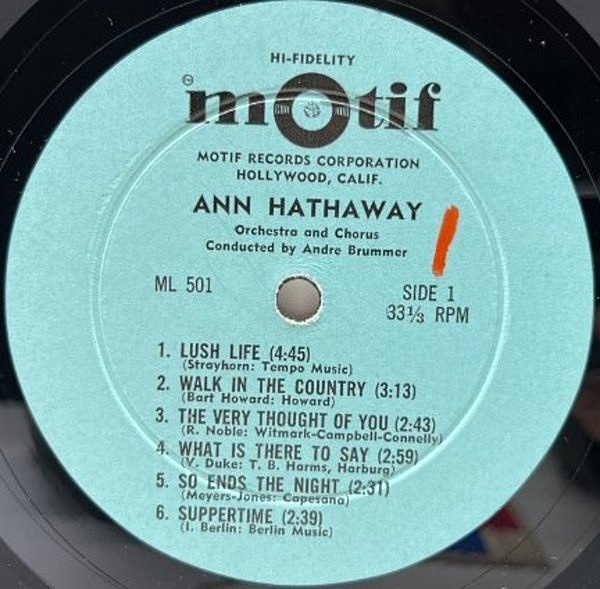 HI-FIDELITY
motif
MOTIF RECORDS CORPORATION
HOLLYWOOD, CALIF.
ANN HATHAWAY
Orchestra and Chorus
Conducted by Andre Brummer
ML 501
SIDE 1
33⅓ RPM
1. LUSH LIFE (4:45)
(Strayhorn: Tempo Music)
2. WALK IN THE COUNTRY (3:13)
(Bart Howard: Howard)
3. THE VERY THOUGHT OF YOU (2:43)
(R. Noble: Witmark-Campbell-Connelly)
4. WHAT IS THERE TO SAY (2:59)
(V. Duke: T. B. Harms, Harburg)
5. SO ENDS THE NIGHT (2:31)
(Meyers-Jones: Capesana)
6. SUPPERTIME (2:39)
(I. Berlin: Berlin Music)